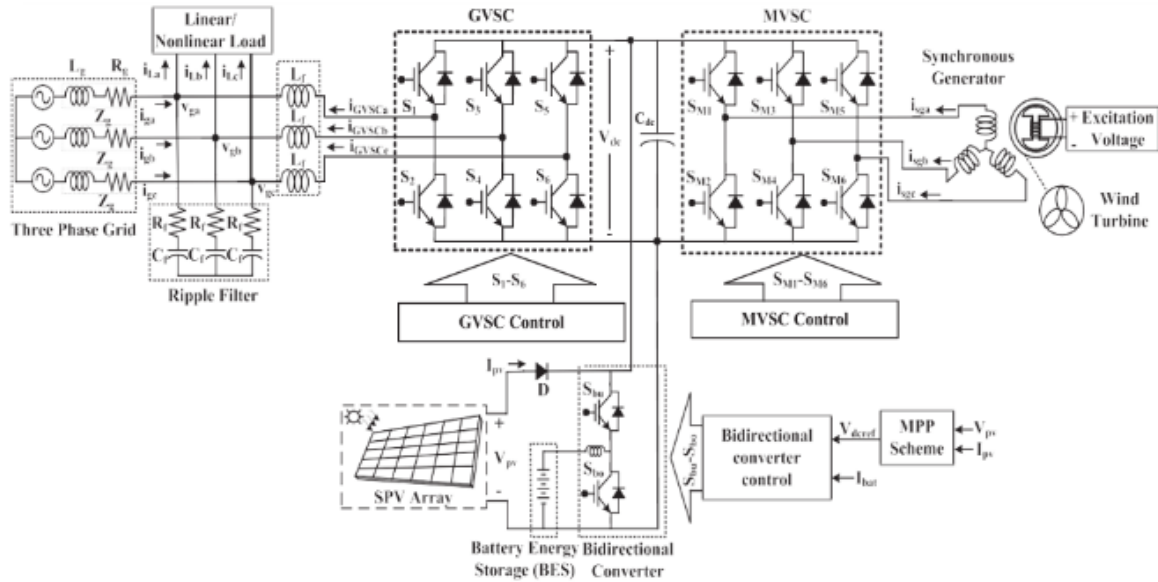 GVSC
MVSC
Linear/
Nonlinear Load
Synchronous
Generator
Lg
Rg
iLa
iLb
iLc
Lf
Lf
Lf
Zg
Zg
Zg
iga
igb
igc
vga
vgb
vgc
iGVSCa
iGVSCb
iGVSCc
S1
S3
S5
S2
S4
S6
+
Vdc
-
Cdc
SM1
SM3
SM5
SM2
SM4
SM6
isga
isgb
isgc
+ Excitation
- Voltage
Wind
Turbine
Three Phase Grid
Rf
Rf
Rf
Cf
Cf
Cf
Ripple Filter
S1-S6
GVSC Control
SM1-SM6
MVSC Control
Ipv
D
+
Vpv
-
SPV Array
Sbu
Sbo
Sbu-Sbo
Bidirectional
converter
control
Vdcref
Ibat
MPP
Scheme
Vpv
Ipv
Battery Energy
Storage (BES)
Bidirectional
Converter